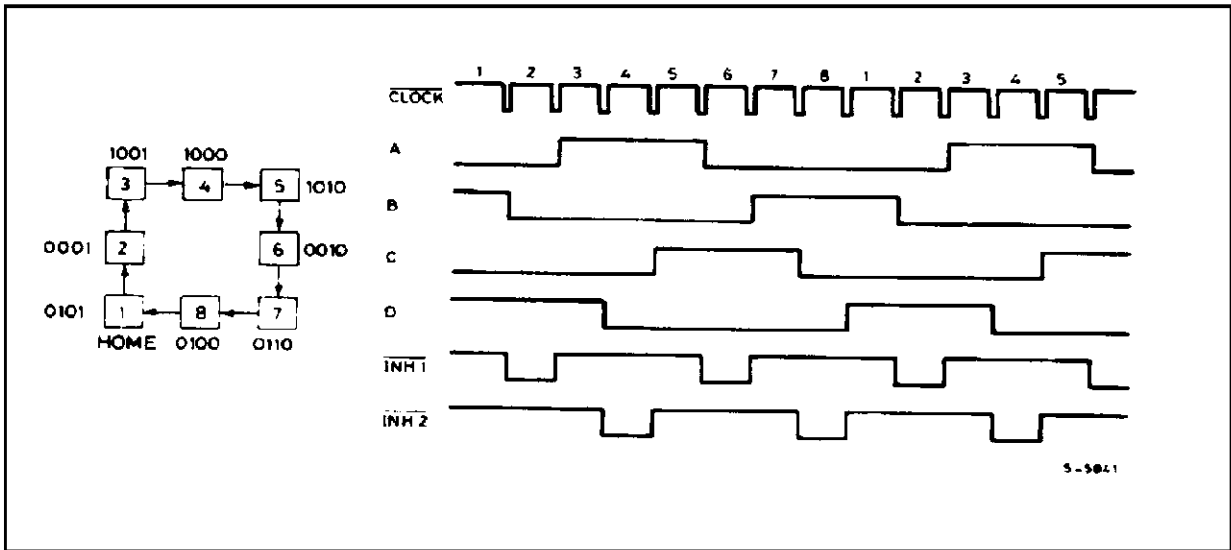 1 2 3 4 5 6 7 8 1 2 3 4 5
CLOCK
A
1001 1000
3 4 5 1010
B
0001 2 6 0010
C
0101 1 8 7
D
HOME 0100 0110
INH 1
INH 2
S-5841